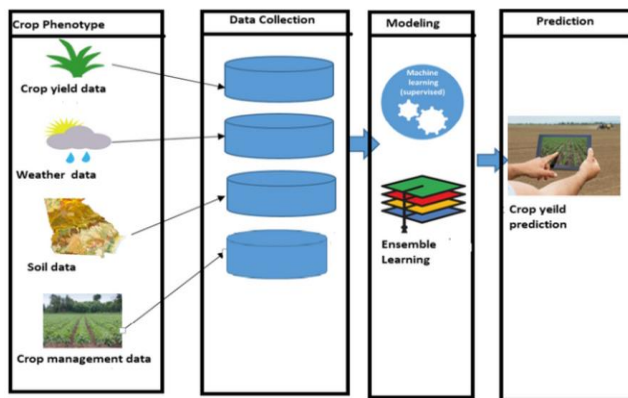 Crop Phenotype
Crop yield data
Weather data
Soil data
Crop management data
Data Collection
Modeling
Machine
learning
(supervised)
Ensemble
Learning
Prediction
Crop yeild
prediction